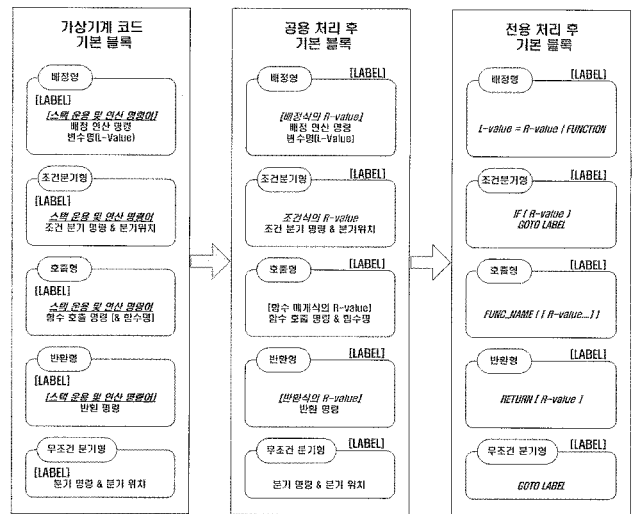 가상기계 코드
기본 블록
배정형
[LABEL]
[스택 운용 및 연산 명령어]
배정 연산 명령
변수명(L-Value)
조건분기형
[LABEL]
스택 운용 및 연산 명령어
조건 분기 명령 & 분기위치
호출형
[LABEL]
스택 운용 및 연산 명령어
함수 호출 명령 [& 함수명]
반환형
[LABEL]
[스택 운용 및 연산 명령어]
반환 명령
무조건 분기형
[LABEL]
분기 명령 & 분기 위치
공용 처리 후
기본 블록
배정형
[LABEL]
[배정식의 R-value]
배정 연산 명령
변수명[L-Value]
조건분기형
[LABEL]
조건식의 R-value
조건 분기 명령 & 분기위치
호출형
[LABEL]
[함수 매개식의 R-value]
함수 호출 명령 & 함수명
반환형
[LABEL]
[반환식의 R-value]
반환 명령
무조건 분기형
[LABEL]
분기 명령 & 분기 위치
전용 처리 후
기본 블록
배정형
[LABEL]
L-value = R-value | FUNCTION
조건분기형
[LABEL]
IF [ R-value ]
GOTO LABEL
호출형
[LABEL]
FUNC_NAME ( [ R-value....] )
반환형
[LABEL]
RETURN [ R-value ]
무조건 분기형
[LABEL]
GOTO LABEL